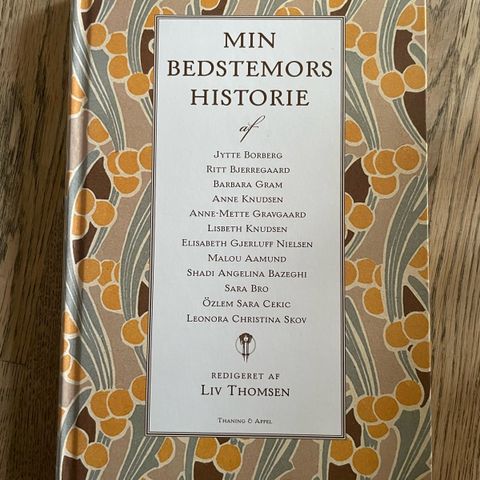 MIN
BEDSTEMORS
HISTORIE
af
JYTTE BORBERG
RITT BJERREGAARD
BARBARA GRAM
ANNE KNUDSEN
ANNE-METTE GRAVGAARD
LISBETH KNUDSEN
ELISABETH GJERLUFF NIELSEN
MALOU AAMUND
SHADI ANGELINA BAZEGHI
SARA BRO
ÖZLEM SARA CEKIC
LEONORA CHRISTINA SKOV
REDIGERET AF
LIV THOMSEN
THANING & APPEL